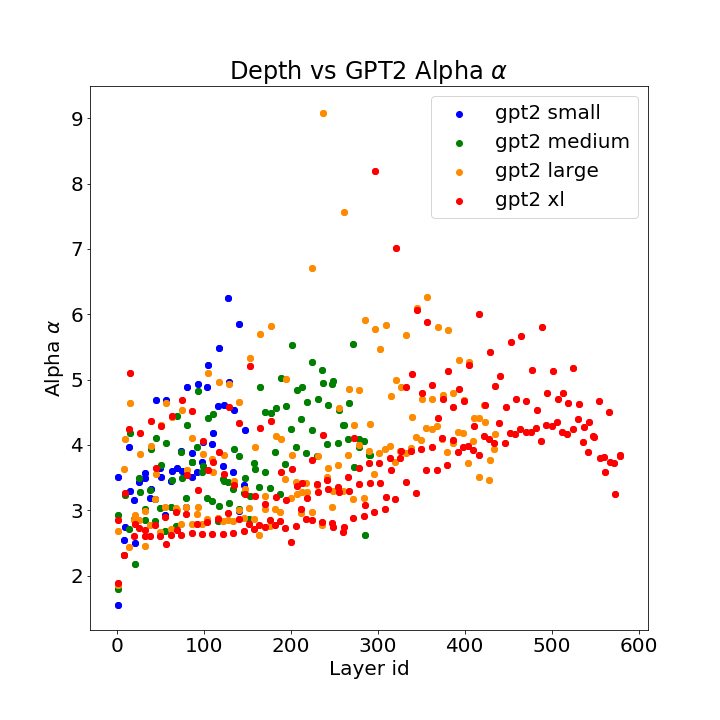 Depth vs GPT2 Alpha α
gpt2 small
gpt2 medium
gpt2 large
gpt2 xl
Alpha α
9
8
7
6
5
4
3
2
0 100 200 300 400 500 600
Layer id